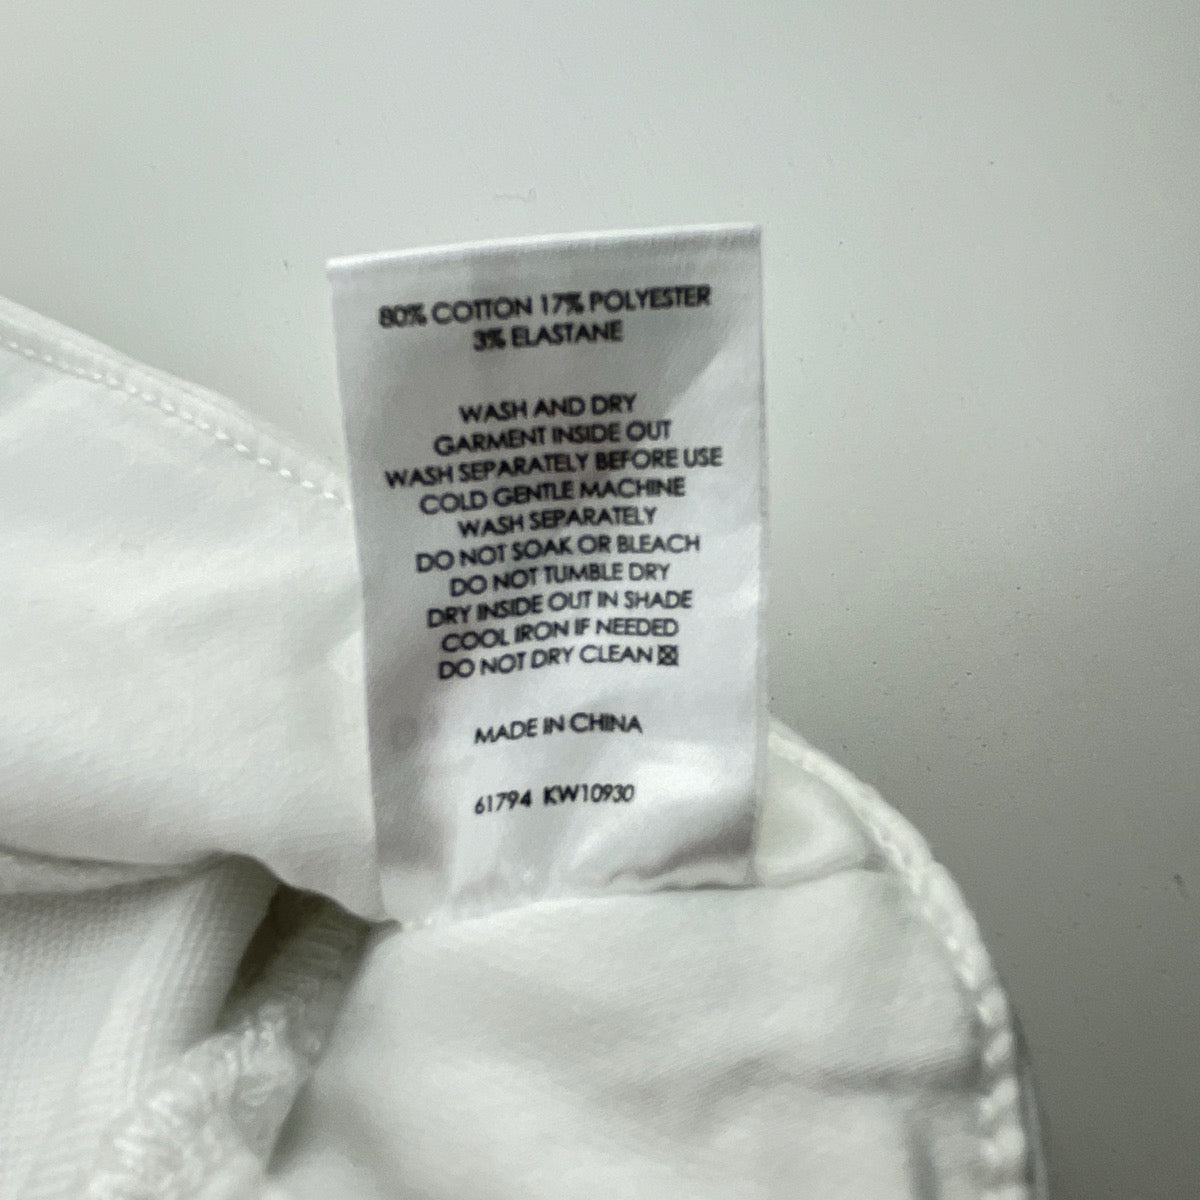 80% COTTON 17% POLYESTER
3% ELASTANE
WASH AND DRY
GARMENT INSIDE OUT
WASH SEPARATELY BEFORE USE
COLD GENTLE MACHINE
WASH SEPARATELY
DO NOT SOAK OR BLEACH
DO NOT TUMBLE DRY
DRY INSIDE OUT IN SHADE
COOL IRON IF NEEDED
DO NOT DRY CLEAN
MADE IN CHINA
61794 KW10930